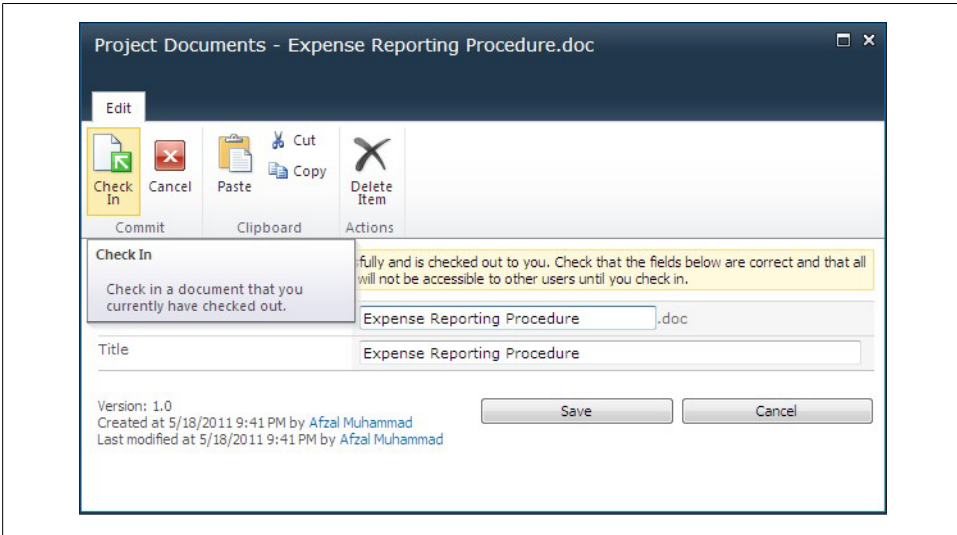 Project Documents - Expense Reporting Procedure.doc
Edit
Check In
Cancel
Paste
Cut
Copy
Delete Item
Commit
Clipboard
Actions
Check In
Check in a document that you
currently have checked out.
fully and is checked out to you. Check that the fields below are correct and that all
will not be accessible to other users until you check in.
Expense Reporting Procedure .doc
Title Expense Reporting Procedure
Version: 1.0
Created at 5/18/2011 9:41 PM by Afzal Muhammad
Last modified at 5/18/2011 9:41 PM by Afzal Muhammad
Save
Cancel